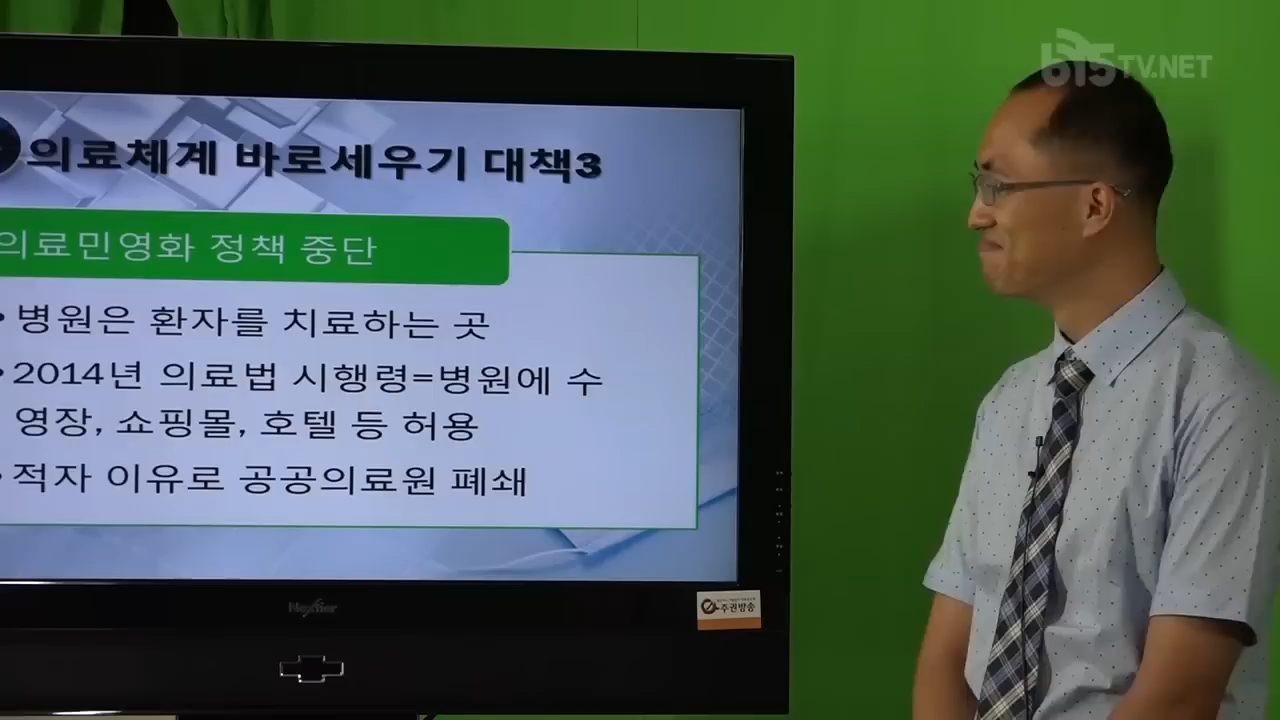 615TV.NET
의료체계 바로세우기 대책3
의료민영화 정책 중단
• 병원은 환자를 치료하는 곳
• 2014년 의료법 시행령=병원에 수
영장, 쇼핑몰, 호텔 등 허용
• 적자 이유로 공공의료원 폐쇄
Nexfier
주권방송